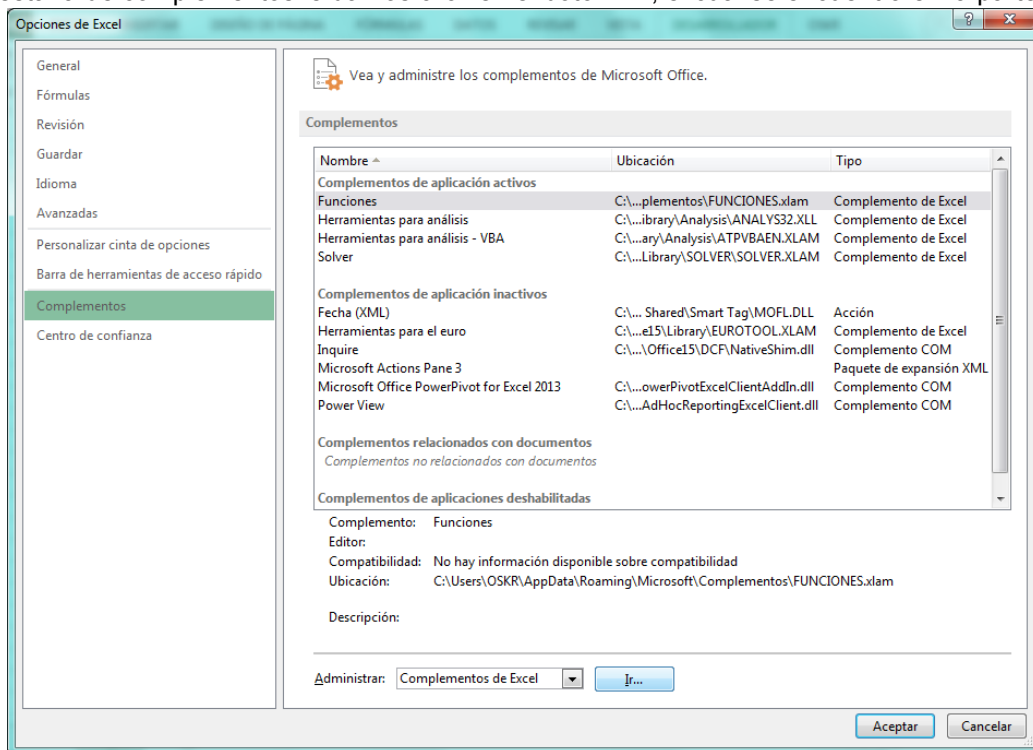 Opciones de Excel
General
Fórmulas
Revisión
Guardar
Idioma
Avanzadas
Personalizar cinta de opciones
Barra de herramientas de acceso rápido
Complementos
Centro de confianza
Vea y administre los complementos de Microsoft Office.
Complementos
Nombre Ubicación Tipo
Complementos de aplicación activos
Funciones C:\...plementos\FUNCIONES.xlam Complemento de Excel
Herramientas para análisis C:\...ibrary\Analysis\ANALYS32.XLL Complemento de Excel
Herramientas para análisis - VBA C:\...ary\Analysis\ATPVBAEN.XLAM Complemento de Excel
Solver C:\...Library\SOLVER\SOLVER.XLAM Complemento de Excel
Complementos de aplicación inactivos
Fecha (XML) C:\... Shared\Smart Tag\MOFL.DLL Acción
Herramientas para el euro C:\...e15\Library\EUROTOOL.XLAM Complemento de Excel
Inquire C:\...\Office15\DCF\NativeShim.dll Complemento COM
Microsoft Actions Pane 3 Paquete de expansión XML
Microsoft Office PowerPivot for Excel 2013 C:\...owerPivotExcelClientAddIn.dll Complemento COM
Power View C:\...AdHocReportingExcelClient.dll Complemento COM
Complementos relacionados con documentos
Complementos no relacionados con documentos
Complementos de aplicaciones deshabilitadas
Complemento: Funciones
Editor:
Compatibilidad: No hay información disponible sobre compatibilidad
Ubicación: C:\Users\OSKR\AppData\Roaming\Microsoft\Complementos\FUNCIONES.xlam
Descripción:
Administrar: Complementos de Excel Ir...
Aceptar Cancelar